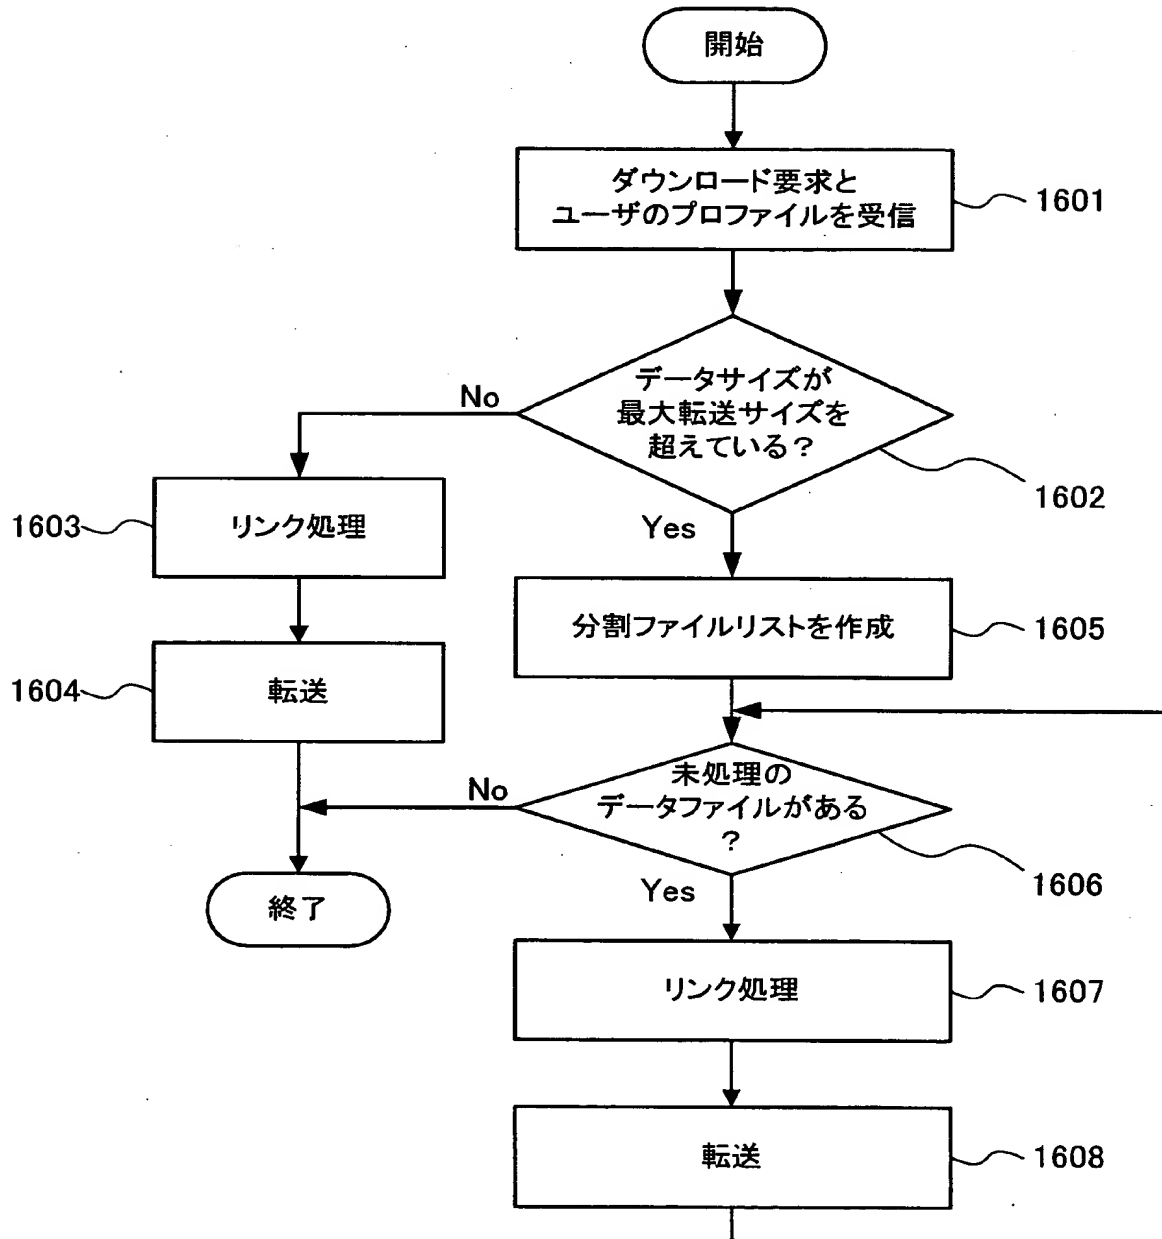 開始
ダウンロード要求と
ユーザのプロファイルを受信
1601
データサイズが
最大転送サイズを
超えている?
No
1602
Yes
1603
リンク処理
分割ファイルリストを作成
1605
1604
転送
未処理の
データファイルがある
?
No
1606
Yes
終了
リンク処理
1607
転送
1608